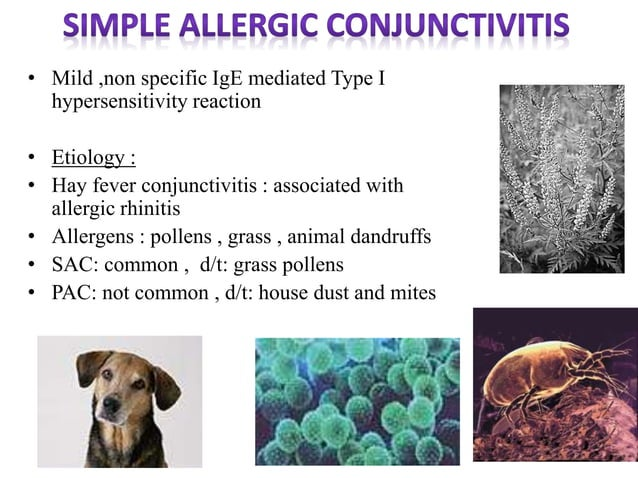 SIMPLE ALLERGIC CONJUNCTIVITIS
• Mild ,non specific IgE mediated Type I
hypersensitivity reaction
• Etiology :
• Hay fever conjunctivitis : associated with
allergic rhinitis
• Allergens : pollens , grass , animal dandruffs
• SAC: common , d/t: grass pollens
• PAC: not common , d/t: house dust and mites